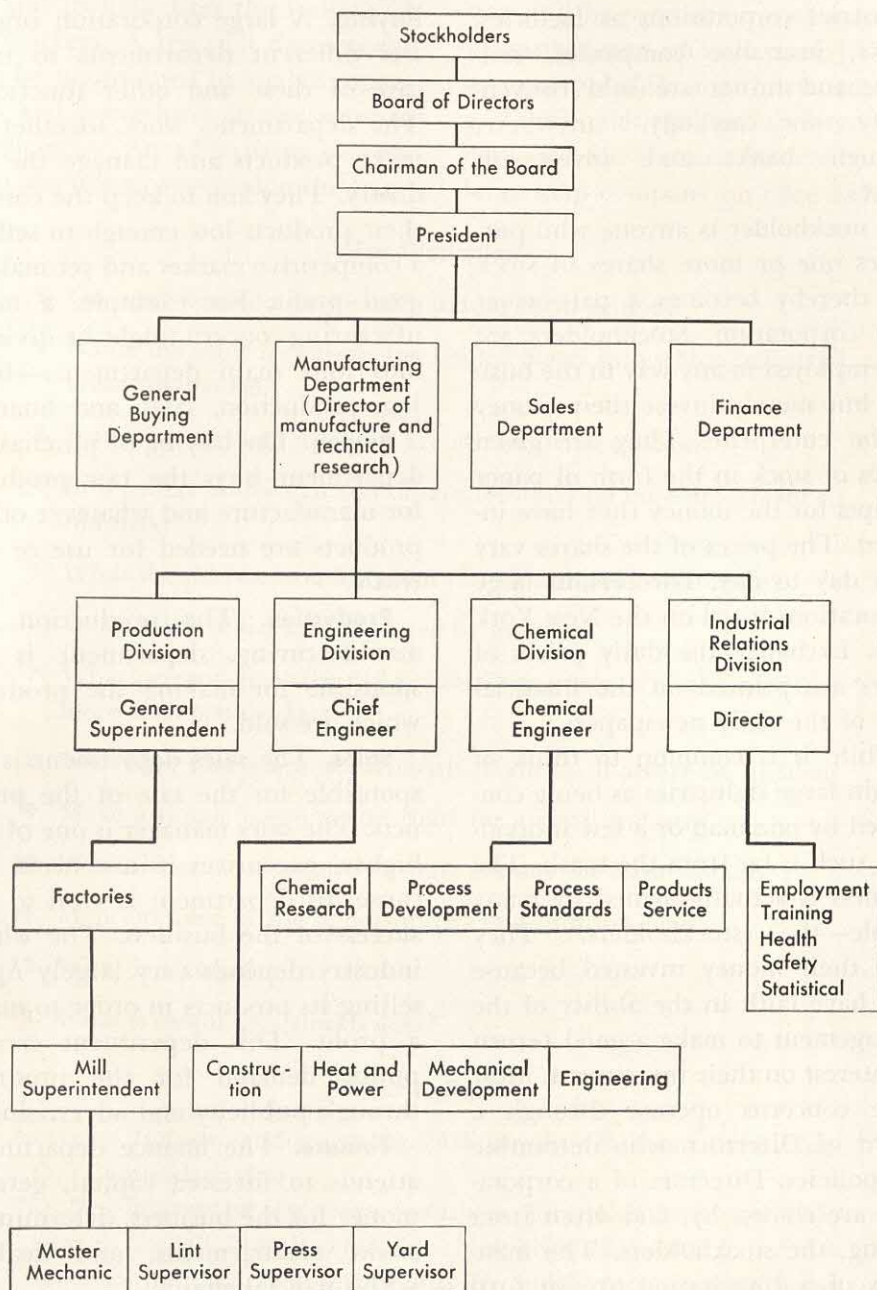 Stockholders
Board of Directors
Chairman of the Board
President
General
Buying
Department
Manufacturing
Department
(Director of
manufacture and
technical
research)
Sales
Department
Finance
Department
Production
Division
General
Superintendent
Engineering
Division
Chief
Engineer
Chemical
Division
Chemical
Engineer
Industrial
Relations
Division
Director
Factories
Chemical
Research
Process
Development
Process
Standards
Products
Service
Employment
Training
Health
Safety
Statistical
Mill
Superintendent
Construc-
tion
Heat and
Power
Mechanical
Development
Engineering
Master
Mechanic
Lint
Supervisor
Press
Supervisor
Yard
Supervisor